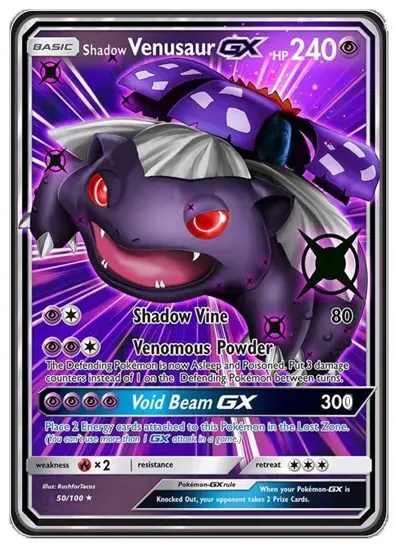 BASIC Shadow Venusaur GX HP 240
Shadow Vine 80
Venomous Powder
The Defending Pokémon is now Asleep and Poisoned. Put 3 damage
counters instead of 1 on the Defending Pokémon between turns.
Void Beam GX 300
Place 2 Energy cards attached to this Pokémon in the Lost Zone.
(You can't use more than 1 GX attack in a game.)
weakness ×2 resistance retreat
Illus: RushforTacos
50/100 ★
Pokémon-GX rule
When your Pokémon-GX is
Knocked Out, your opponent takes 2 Prize Cards.